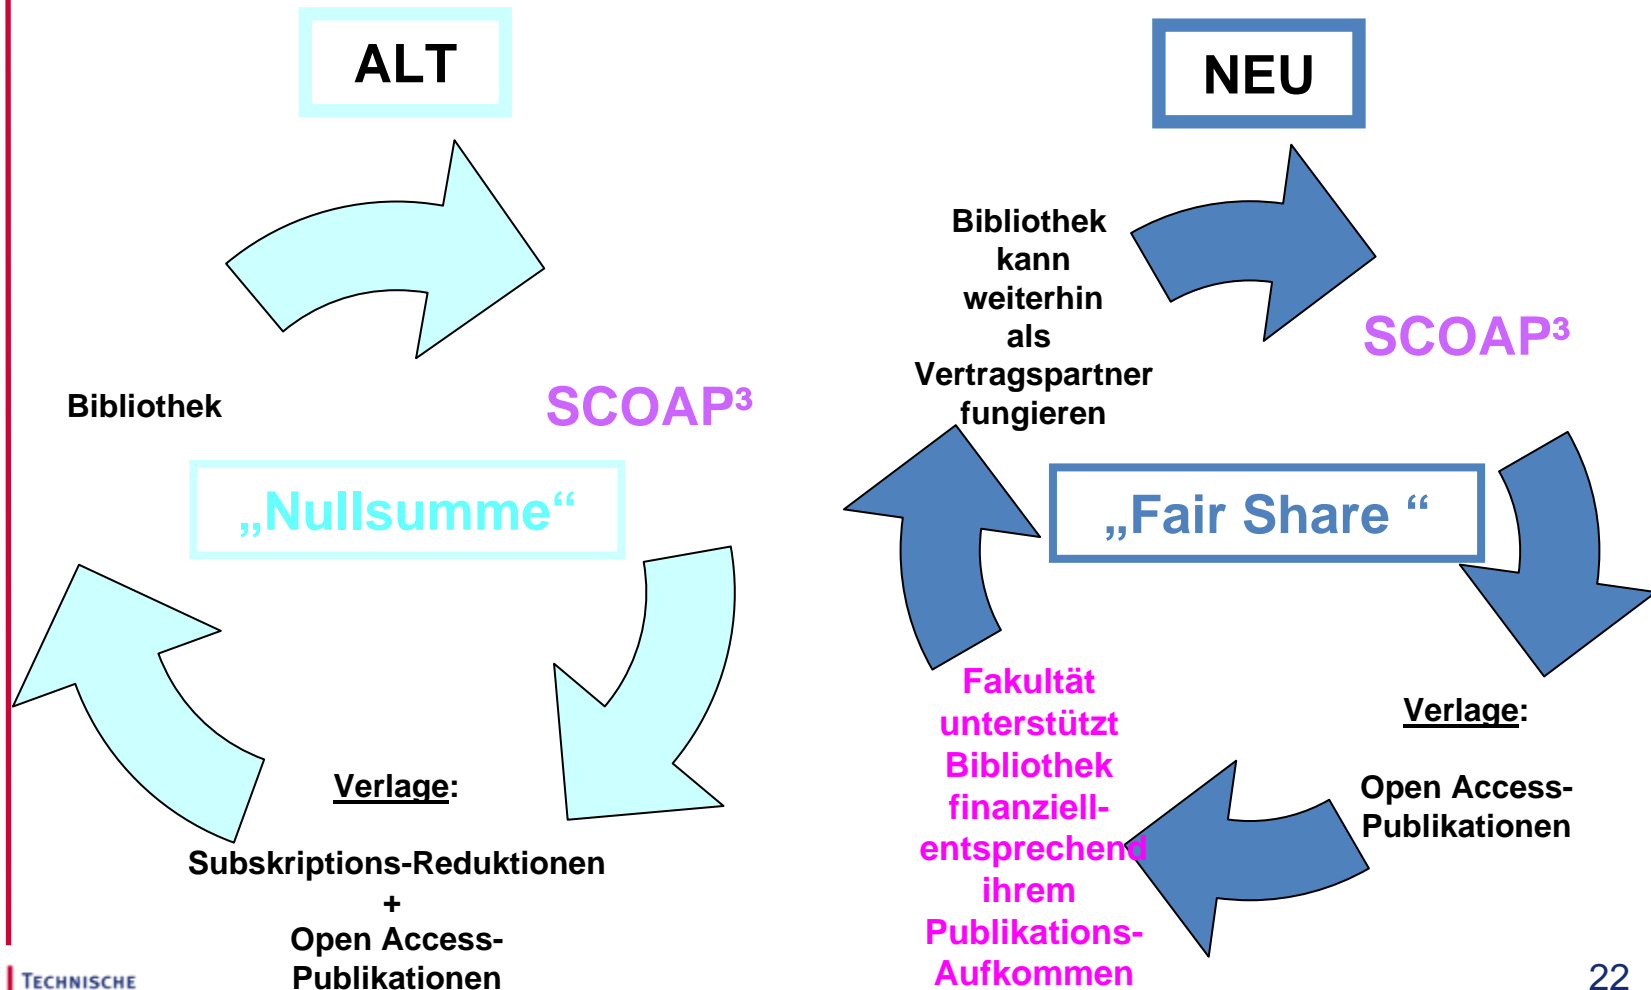 ALT
Bibliothek
SCOAP³
„Nullsumme“
Verlage:
Subskriptions-Reduktionen
+
Open Access-
Publikationen
NEU
Bibliothek
kann
weiterhin
als
Vertragspartner
fungieren
SCOAP³
„Fair Share “
Verlage:
Open Access-
Publikationen
Fakultät
unterstützt
Bibliothek
finanziell-
entsprechend
ihrem
Publikations-
Aufkommen
TECHNISCHE
22